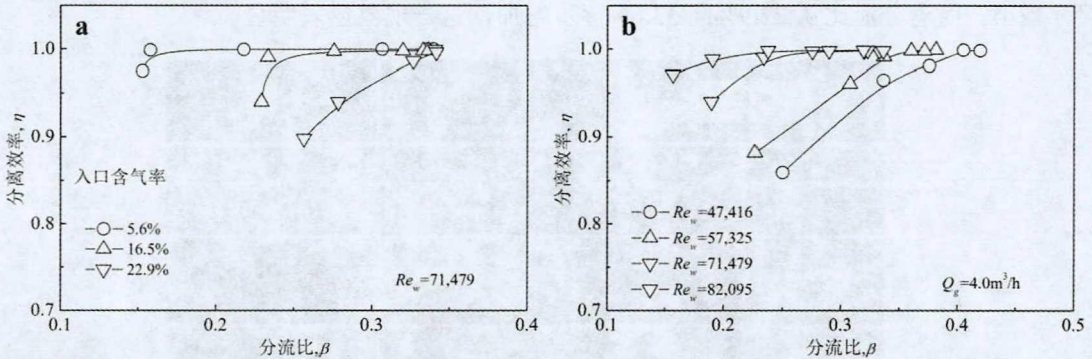 a
1.0
0.9
0.8
0.7
分离效率, η
入口含气率
5.6%
16.5%
22.9%
Re_w=71,479
0.1 0.2 0.3 0.4
分流比,β
b
1.0
0.9
0.8
0.7
分离效率, η
Re_w=47,416
Re_w=57,325
Re_w=71,479
Re_w=82,095
Q_g=4.0m³/h
0.1 0.2 0.3 0.4 0.5
分流比,β